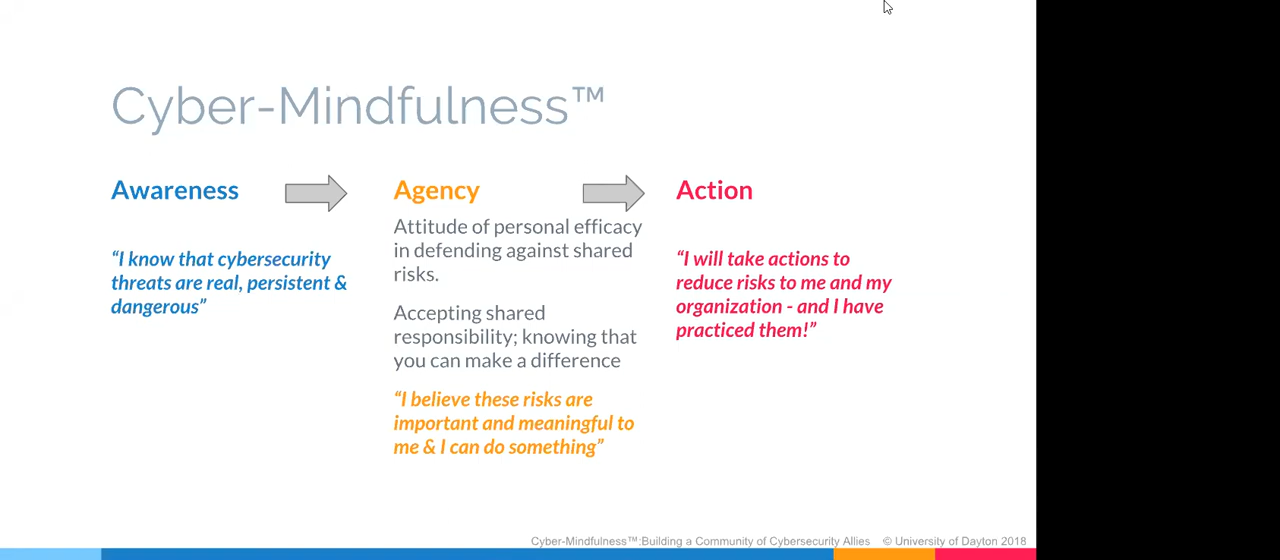 Cyber-Mindfulness™
Awareness
“I know that cybersecurity
threats are real, persistent &
dangerous”
Agency
Attitude of personal efficacy
in defending against shared
risks.
Accepting shared
responsibility; knowing that
you can make a difference
“I believe these risks are
important and meaningful to
me & I can do something”
Action
“I will take actions to
reduce risks to me and my
organization - and I have
practiced them!”
Cyber-Mindfulness™:Building a Community of Cybersecurity Allies © University of Dayton 2018